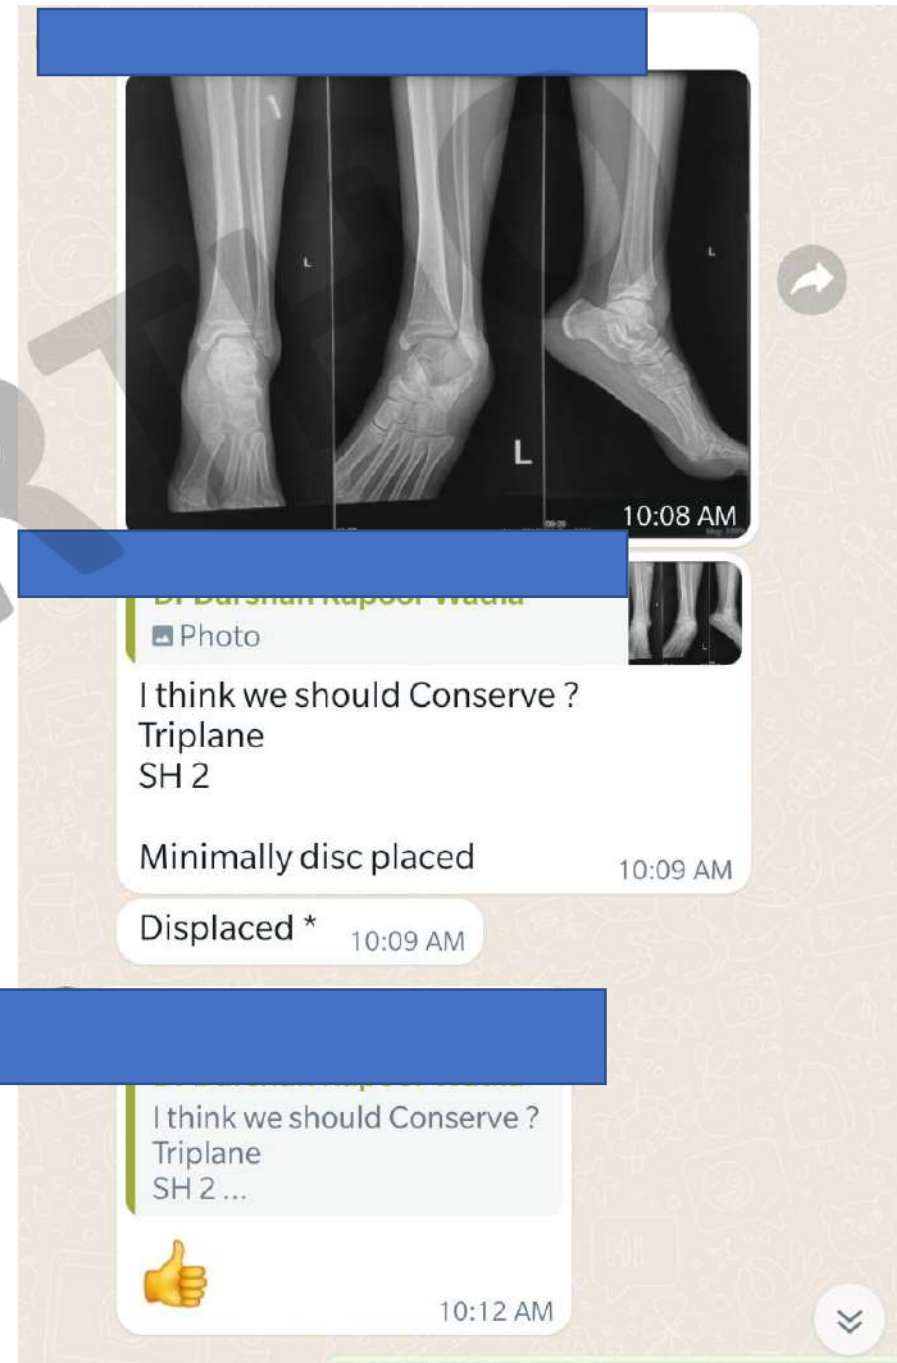 L
L
L
10:08 AM
Photo
I think we should Conserve ?
Triplane
SH 2
Minimally disc placed
10:09 AM
Displaced *
10:09 AM
I think we should Conserve ?
Triplane
SH 2 ...
10:12 AM